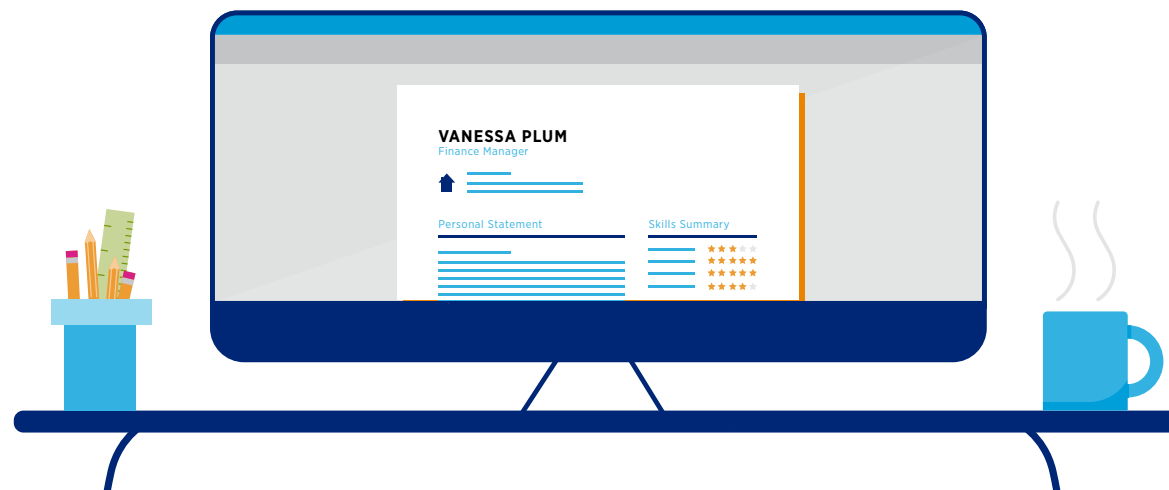 VANESSA PLUM
Finance Manager
Personal Statement
Skills Summary